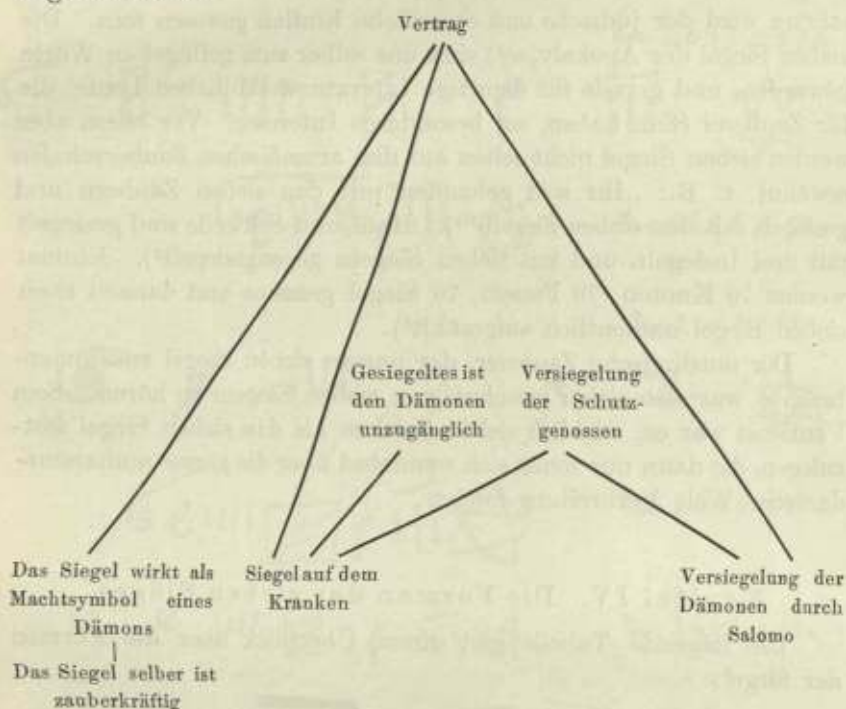 Vertrag
Gesiegeltes ist
den Dämonen
unzugänglich
Versiegelung
der Schutz-
genossen
Das Siegel wirkt als
Machtsymbol eines
Dämons
Das Siegel selber ist
zauberkräftig
Siegel auf dem
Kranken
Versiegelung der
Dämonen durch
Salomo